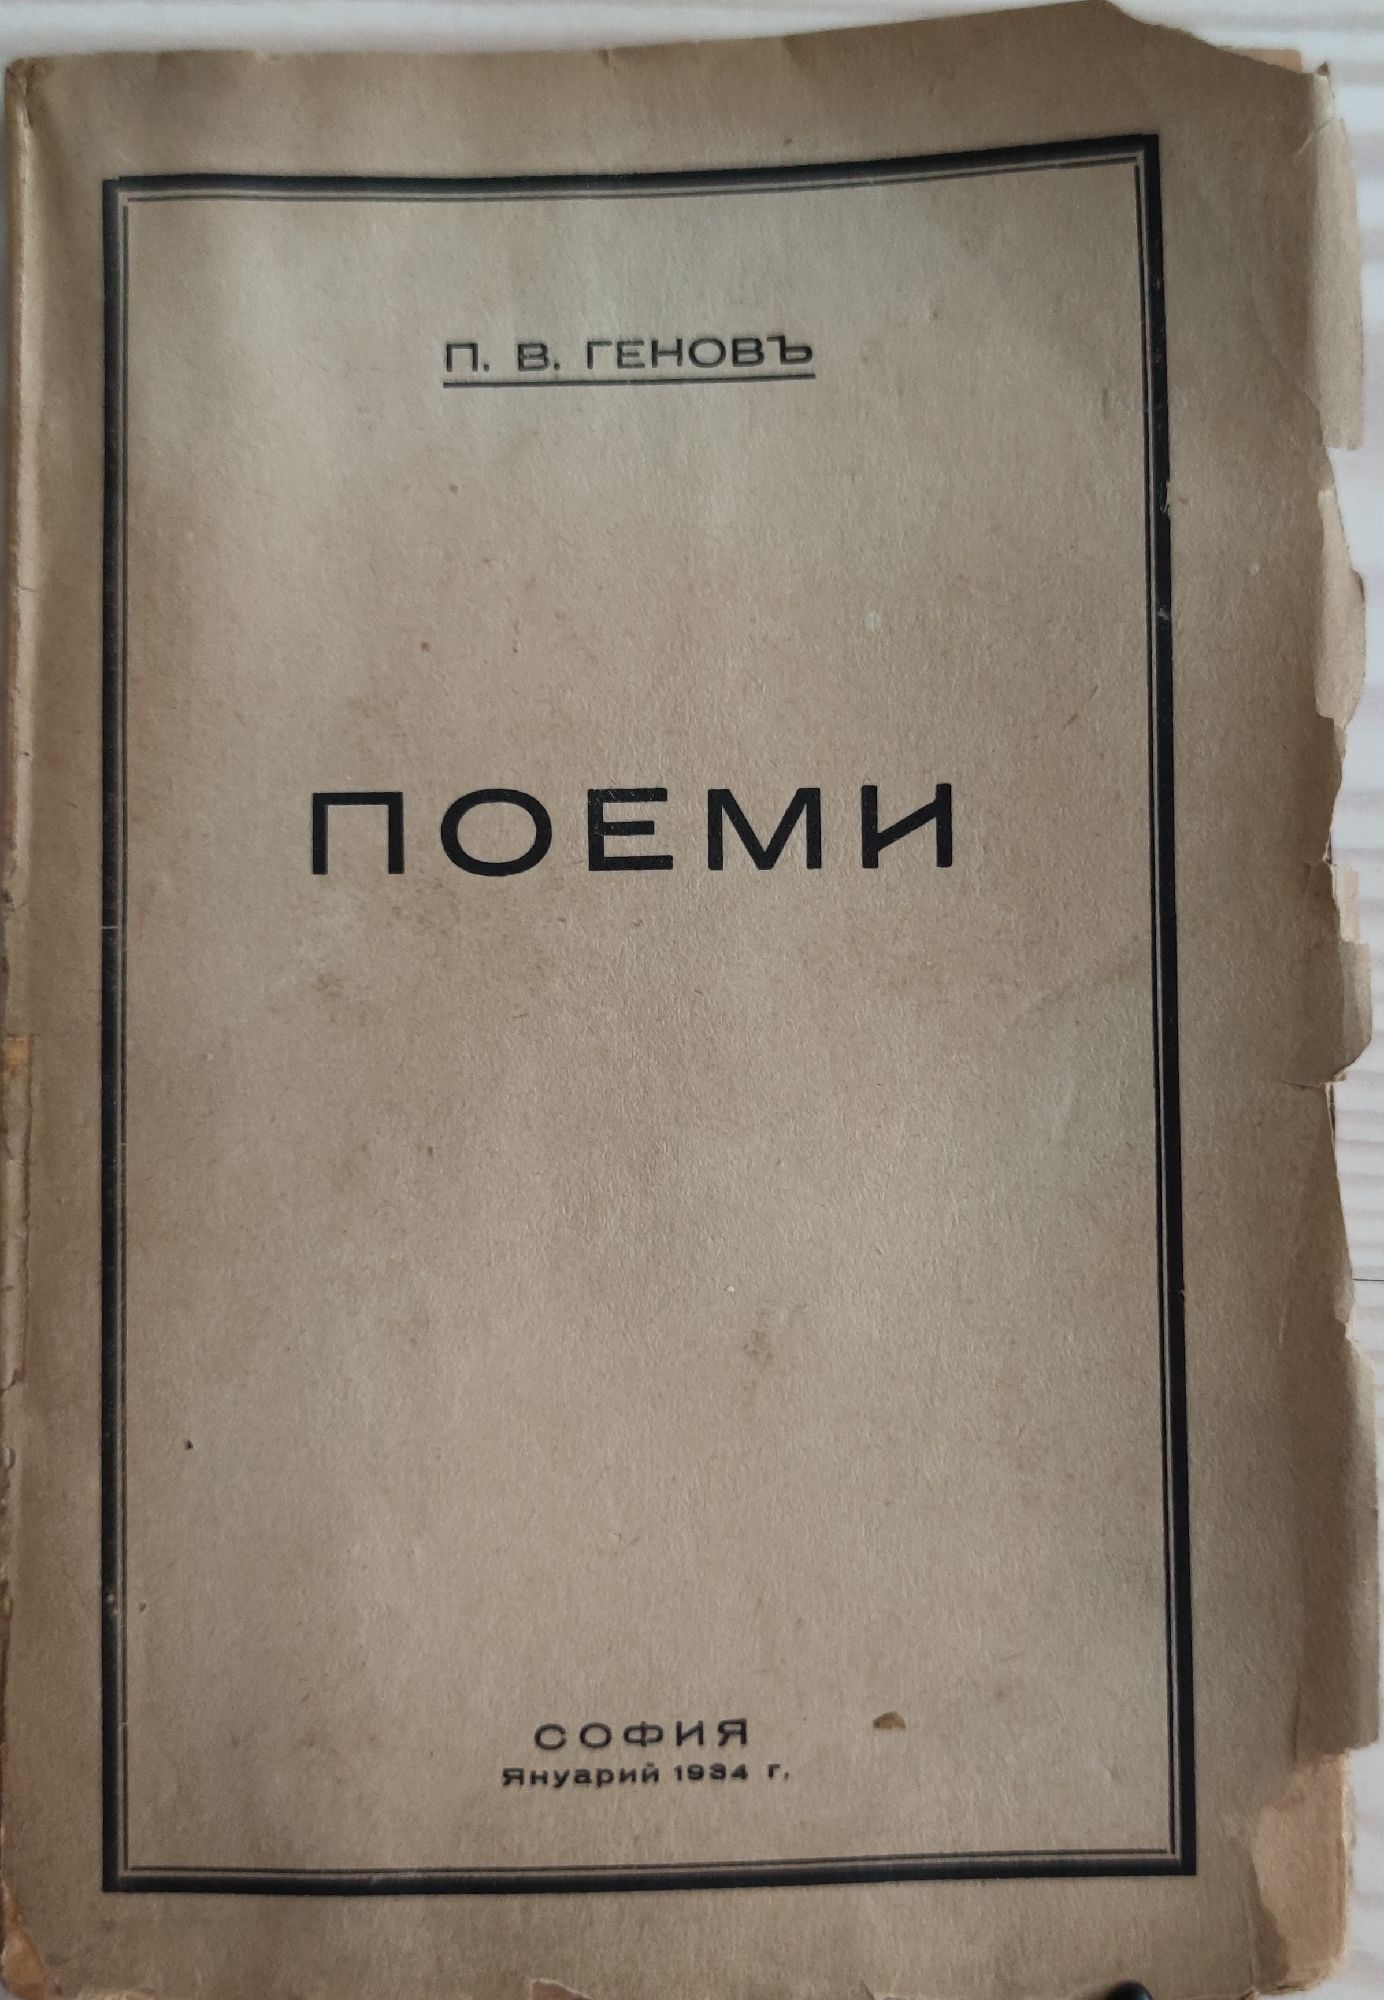 П. В. ГЕНОВЪ
ПОЕМИ
СОФИЯ
Януарий 1934 г.